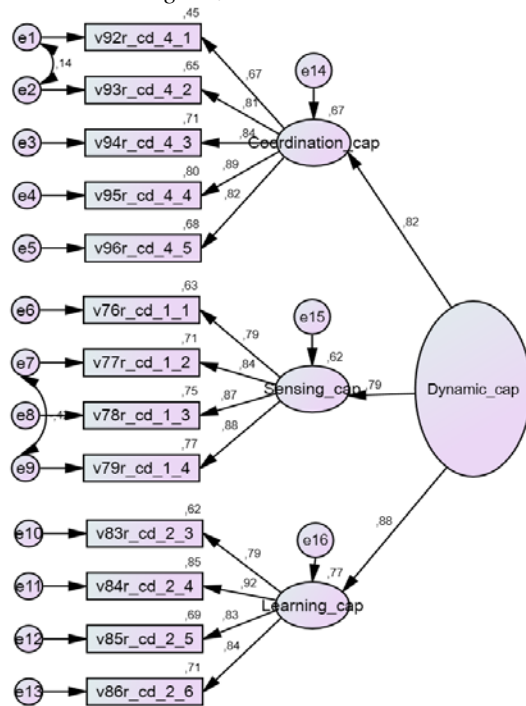 ,45
e1 v92r_cd_4_1
,14 ,65 ,67 e14
e2 v93r_cd_4_2 ,81 ,67
,71
e3 v94r_cd_4_3 ,84 Coordination_cap
,80 ,89
e4 v95r_cd_4_4 ,82
,68 ,82
e5 v96r_cd_4_5
,63
e6 v76r_cd_1_1 e15
,71 ,79
e7 v77r_cd_1_2 ,84 ,62
,75 Sensing_cap ,79 Dynamic_cap
e8 v78r_cd_1_3 ,87
,77 ,88
e9 v79r_cd_1_4
,62 ,88
e10 v83r_cd_2_3 e16
,85 ,79
e11 v84r_cd_2_4 ,92 ,77
,69 Learning_cap
e12 v85r_cd_2_5 ,83
,71 ,84
e13 v86r_cd_2_6